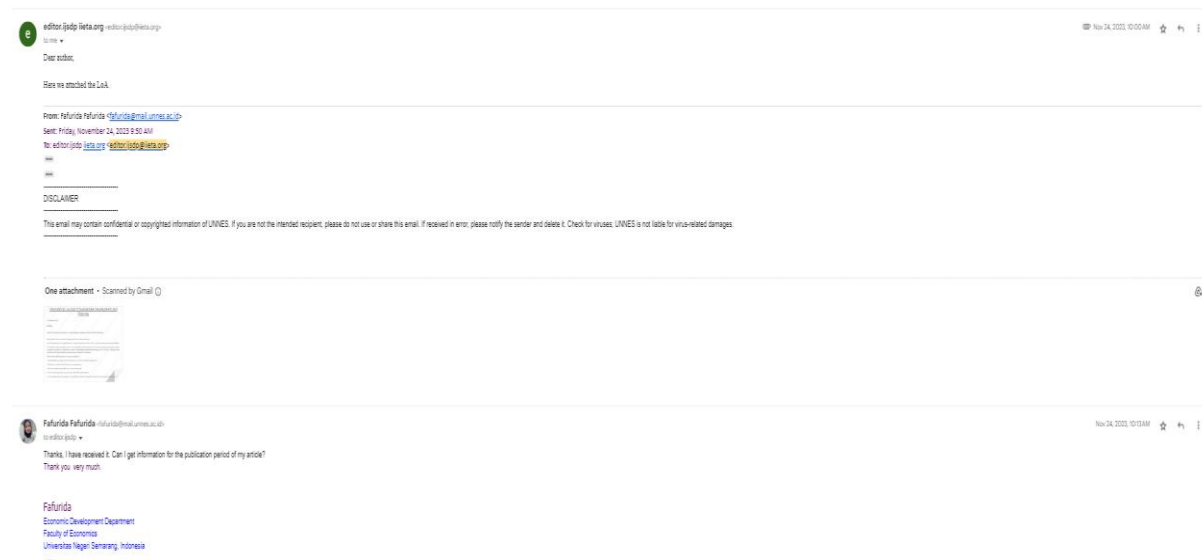 e
editor.ijsdp iieta.org <editor.ijsdp@iieta.org>
Nov 24, 2023, 10:00 AM
to me
Dear author,
Here we attached the LoA.
From: Fafurida Fafurida <fafurida@mail.unnes.ac.id>
Sent: Friday, November 24, 2023 9:50 AM
To: editor.ijsdp iieta.org <editor.ijsdp@iieta.org>
DISCLAIMER
This email may contain confidential or copyrighted information of UNNES. If you are not the intended recipient, please do not use or share this email. If received in error, please notify the sender and delete it. Check for viruses; UNNES is not liable for virus-related damages.
One attachment • Scanned by Gmail
Fafurida Fafurida <fafurida@mail.unnes.ac.id>
Nov 24, 2023, 10:13 AM
to editor.ijsdp
Thanks, I have received it. Can I get information for the publication period of my article?
Thank you very much.
Fafurida
Economic Development Department
Faculty of Economics
Universitas Negeri Semarang, Indonesia